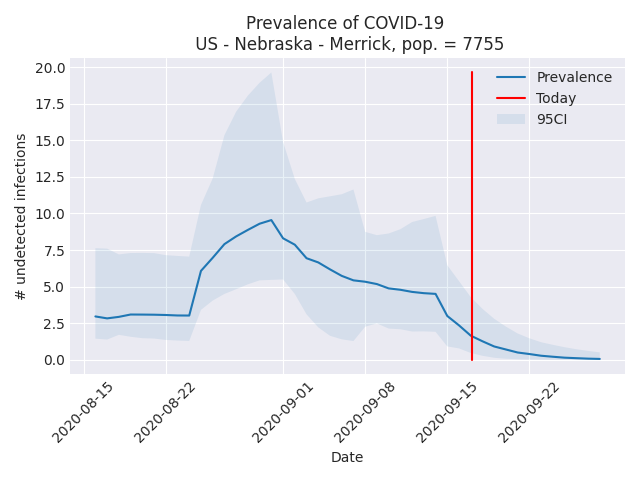 Prevalence of COVID-19
US - Nebraska - Merrick, pop. = 7755
20.0
17.5
15.0
12.5
10.0
7.5
5.0
2.5
0.0
# undetected infections
Prevalence
Today
95CI
2020-08-15
2020-08-22
2020-09-01
2020-09-08
2020-09-15
2020-09-22
Date